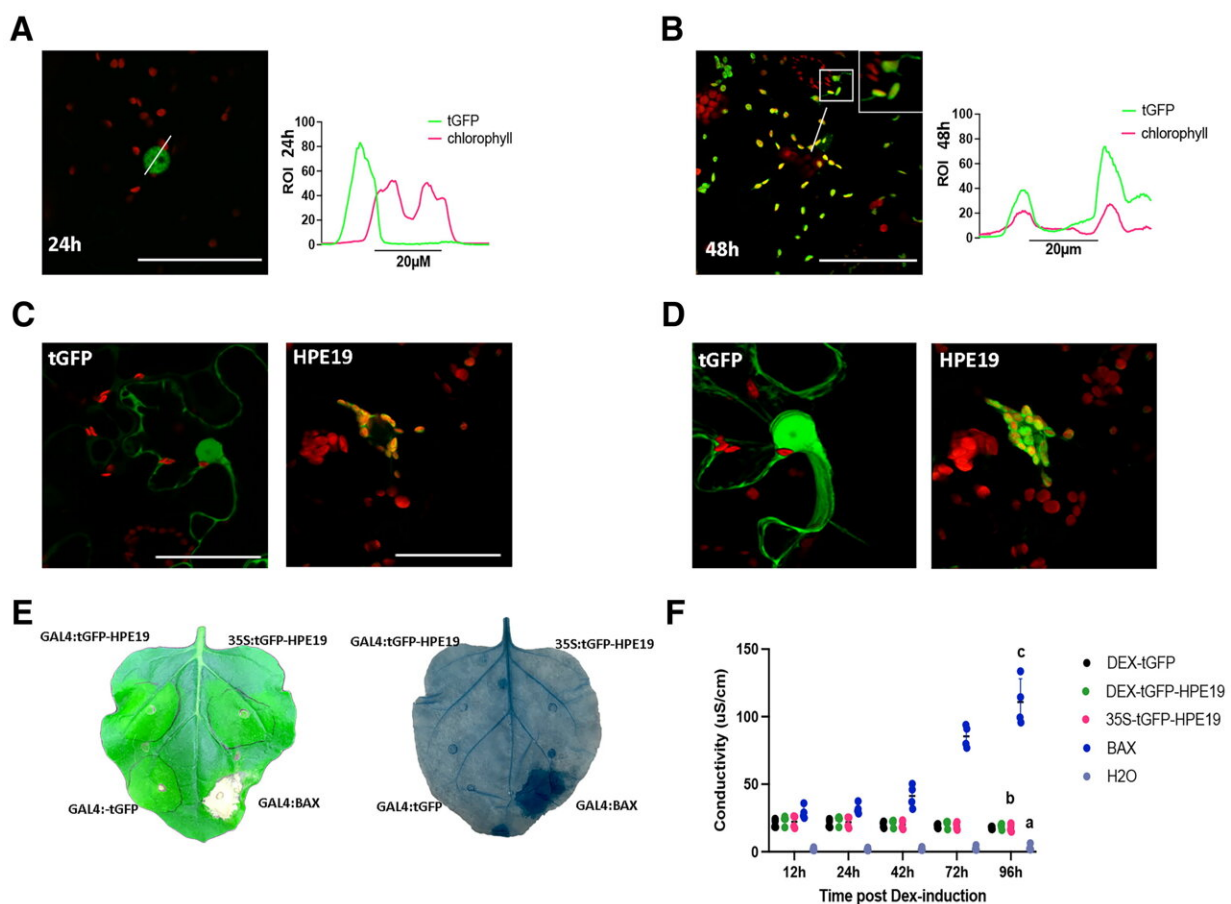 A
24h
ROI 24h
100
80
60
40
20
0
tGFP
chlorophyll
20µM
B
48h
ROI 48h
100
80
60
40
20
0
tGFP
chlorophyll
20µm
C
tGFP
HPE19
D
tGFP
HPE19
E
GAL4:tGFP-HPE19
35S:tGFP-HPE19
GAL4:-tGFP
GAL4:BAX
GAL4:tGFP-HPE19
35S:tGFP-HPE19
GAL4:tGFP
GAL4:BAX
F
Conductivity (uS/cm)
150
100
50
0
c
b
a
12h
24h
42h
72h
96h
Time post Dex-induction
DEX-tGFP
DEX-tGFP-HPE19
35S-tGFP-HPE19
BAX
H2O